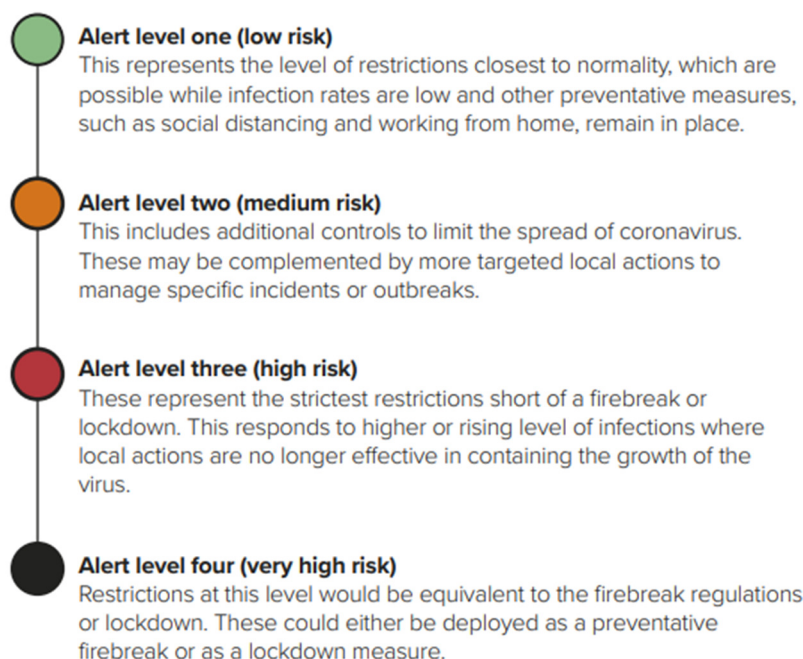 Alert level one (low risk)
This represents the level of restrictions closest to normality, which are
possible while infection rates are low and other preventative measures,
such as social distancing and working from home, remain in place.
Alert level two (medium risk)
This includes additional controls to limit the spread of coronavirus.
These may be complemented by more targeted local actions to
manage specific incidents or outbreaks.
Alert level three (high risk)
These represent the strictest restrictions short of a firebreak or
lockdown. This responds to higher or rising level of infections where
local actions are no longer effective in containing the growth of the
virus.
Alert level four (very high risk)
Restrictions at this level would be equivalent to the firebreak regulations
or lockdown. These could either be deployed as a preventative
firebreak or as a lockdown measure.